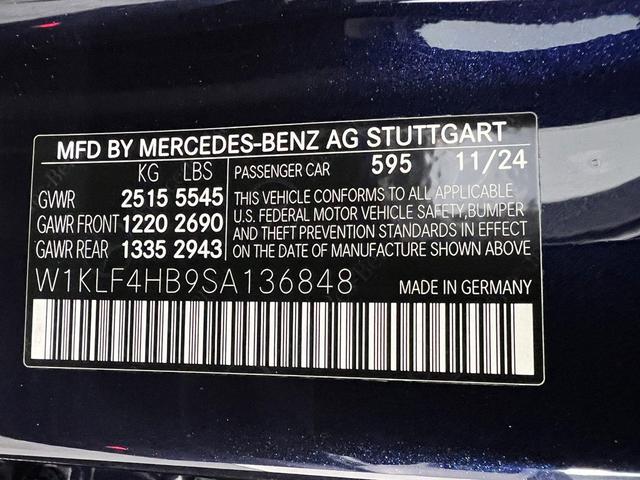 MFD BY MERCEDES-BENZ AG STUTTGART
KG LBS
GVWR 2515 5545
GAWR FRONT 1220 2690
GAWR REAR 1335 2943
PASSENGER CAR 595 11/24
THIS VEHICLE CONFORMS TO ALL APPLICABLE
U.S. FEDERAL MOTOR VEHICLE SAFETY, BUMPER
AND THEFT PREVENTION STANDARDS IN EFFECT
ON THE DATE OF MANUFACTURE SHOWN ABOVE
W1KLF4HB9SA136848 MADE IN GERMANY